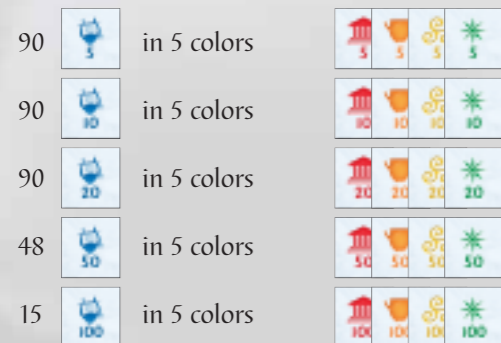 90 5 in 5 colors 5 5 5 5
90 10 in 5 colors 10 10 10 10
90 20 in 5 colors 20 20 20 20
48 50 in 5 colors 50 50 50 50
15 100 in 5 colors 100 100 100 100